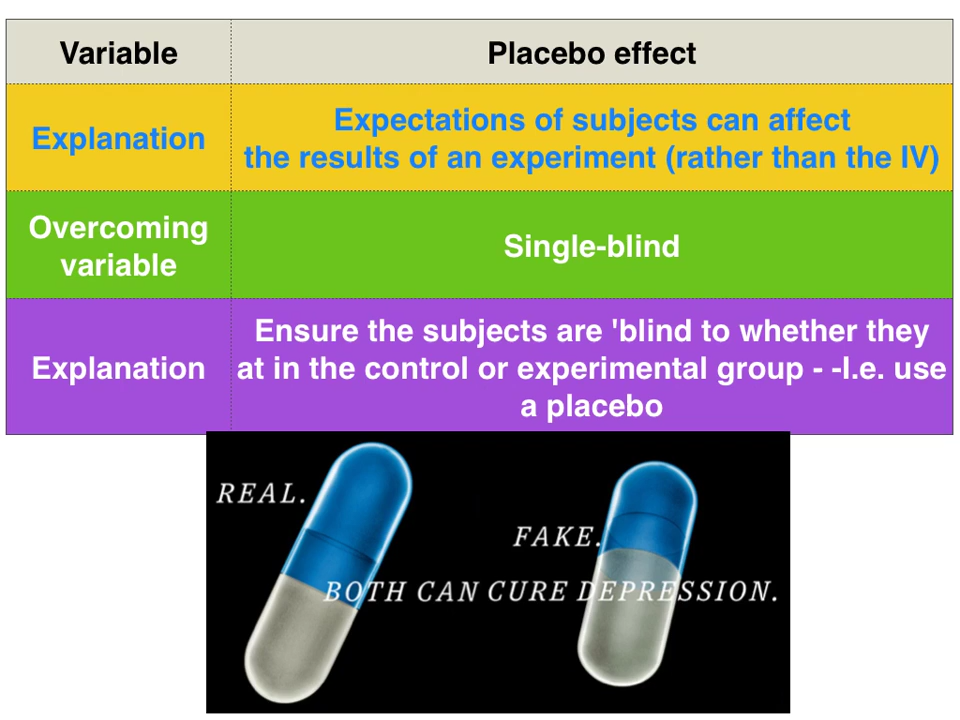 Variable
Placebo effect
Explanation
Expectations of subjects can affect
the results of an experiment (rather than the IV)
Overcoming
variable
Single-blind
Explanation
Ensure the subjects are 'blind to whether they
at in the control or experimental group - -I.e. use
a placebo
REAL.
FAKE.
BOTH CAN CURE DEPRESSION.